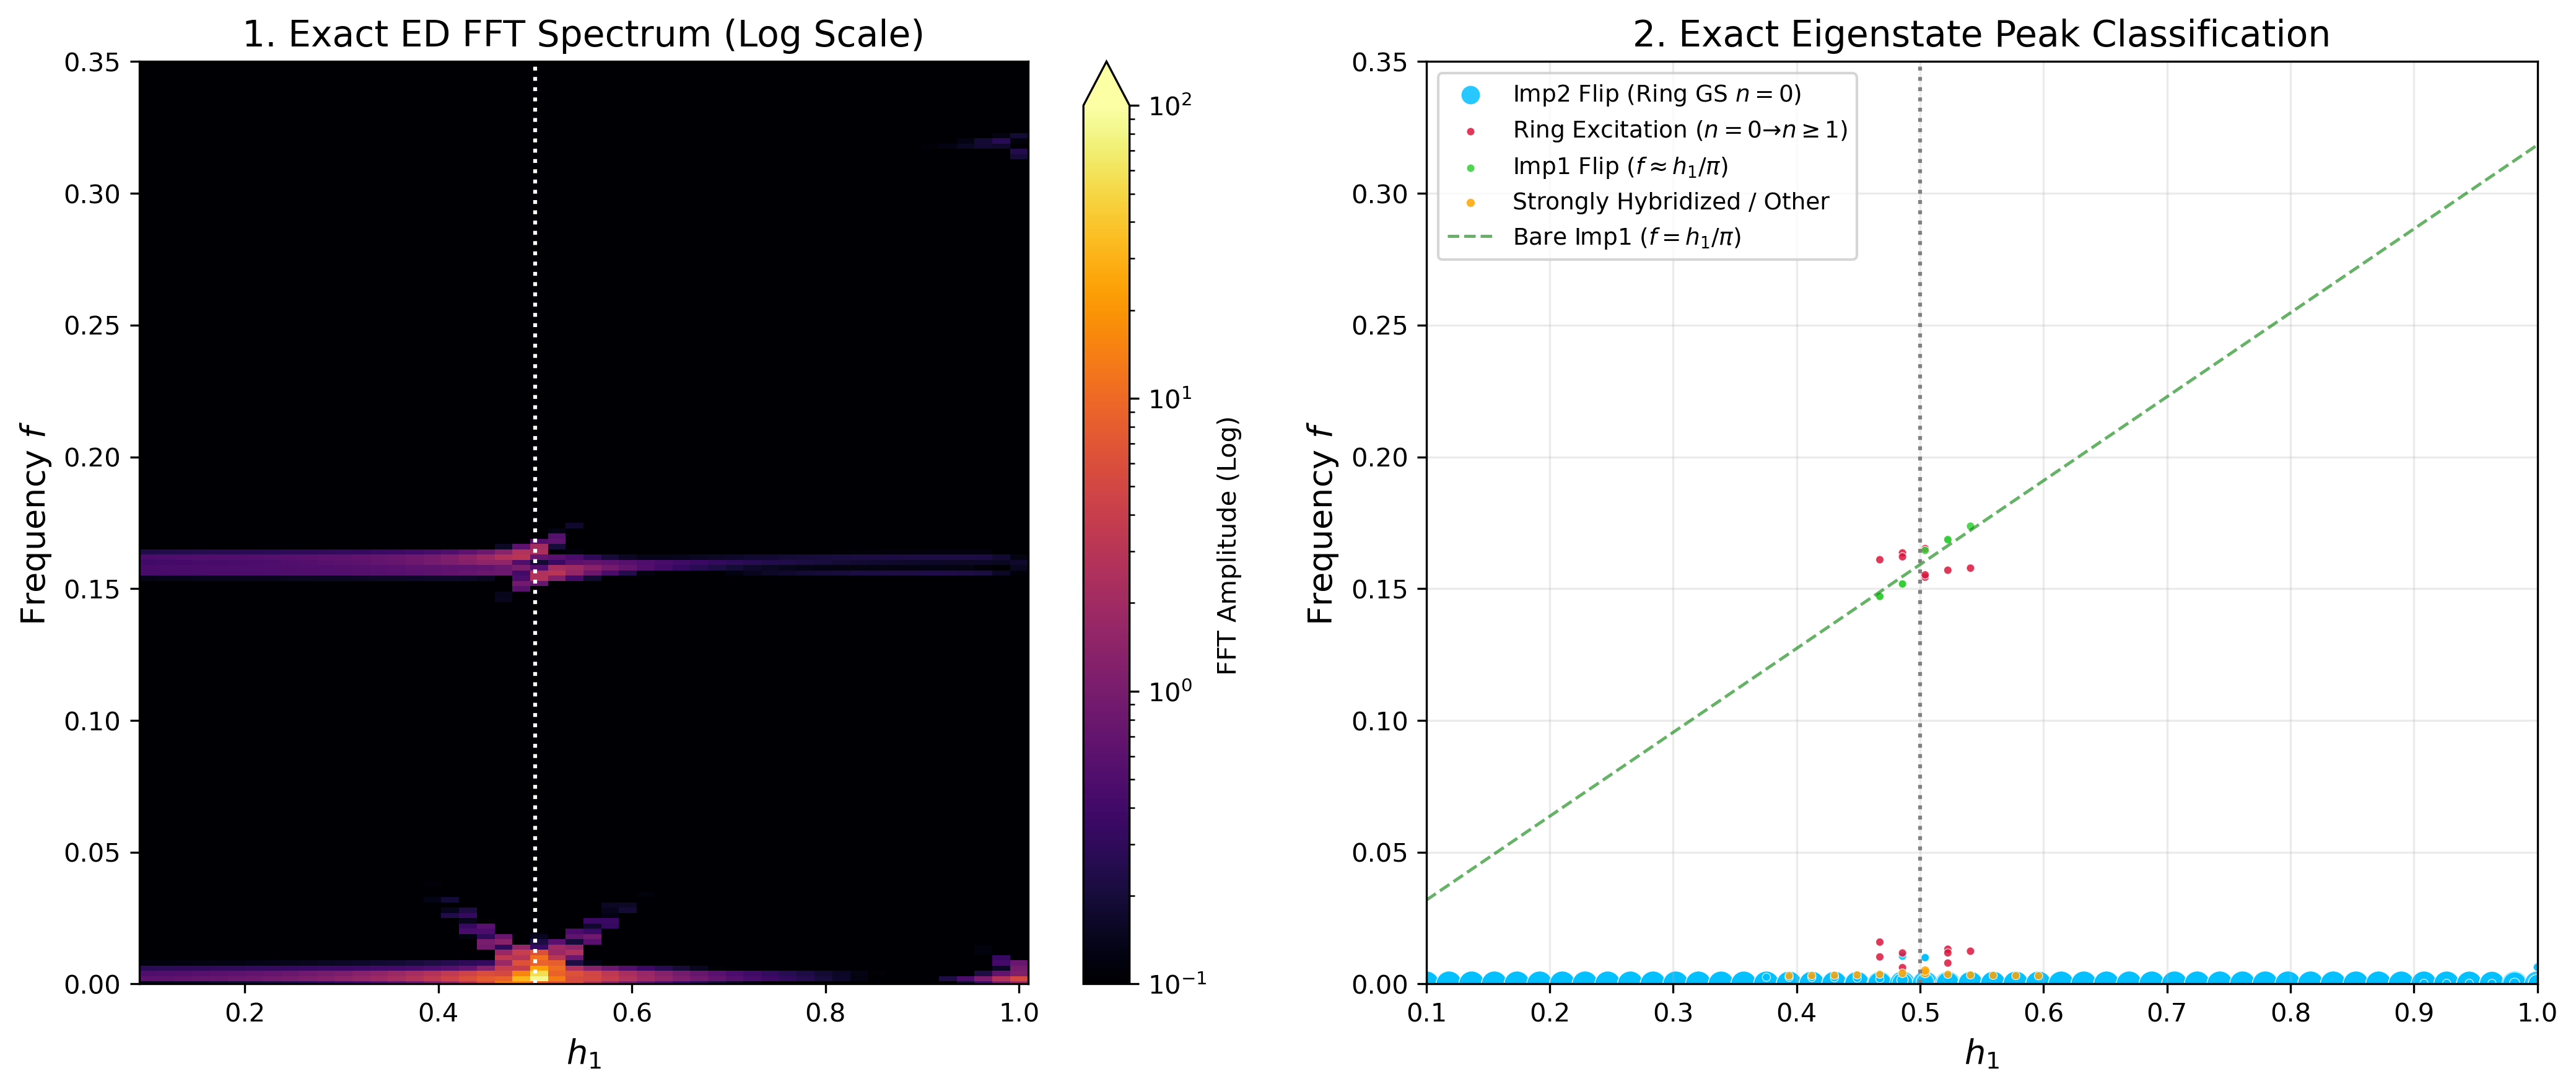 1. Exact ED FFT Spectrum (Log Scale)
0.35
0.30
0.25
0.20
0.15
0.10
0.05
0.00
Frequency f
0.2
0.4
0.6
0.8
1.0
h₁
10²
10¹
10⁰
10⁻¹
FFT Amplitude (Log)
2. Exact Eigenstate Peak Classification
Imp2 Flip (Ring GS n = 0)
Ring Excitation (n = 0→n ≥ 1)
Imp1 Flip (f ≈ h₁/π)
Strongly Hybridized / Other
Bare Imp1 (f = h₁/π)
0.35
0.30
0.25
0.20
0.15
0.10
0.05
0.00
Frequency f
0.1
0.2
0.3
0.4
0.5
0.6
0.7
0.8
0.9
1.0
h₁